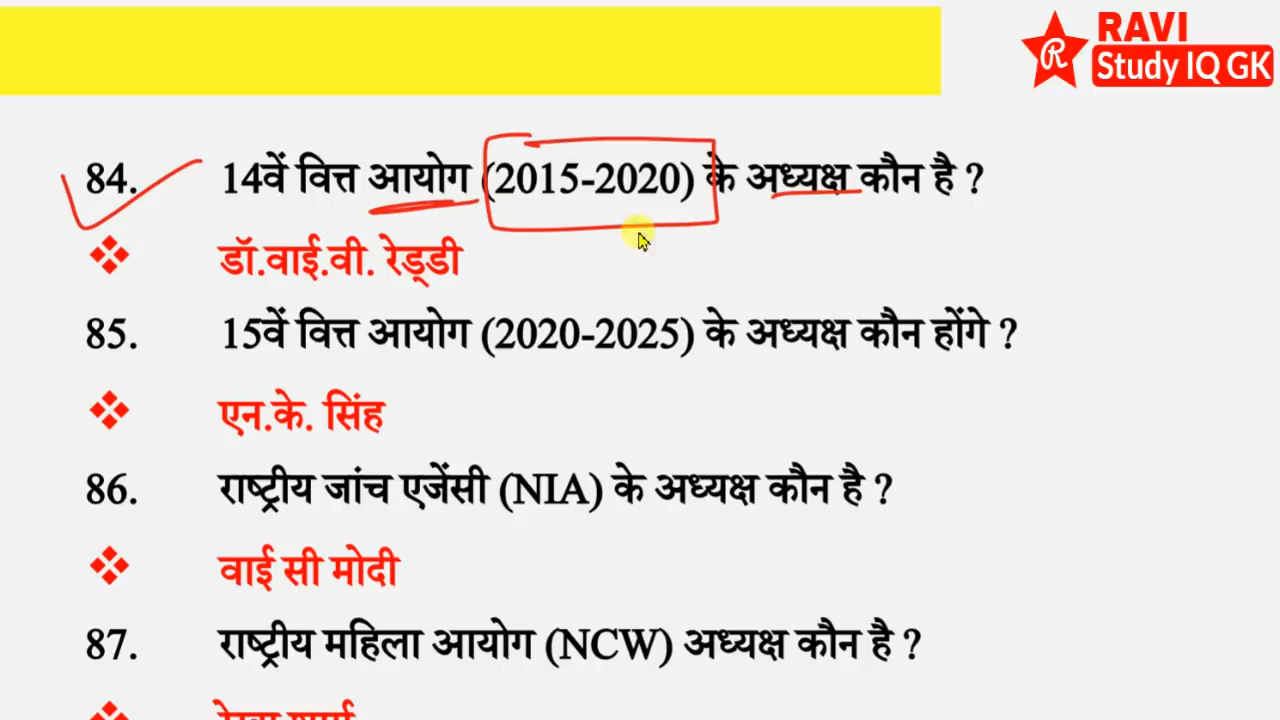 RAVI
Study IQ GK
84. 14वें वित्त आयोग (2015-2020) के अध्यक्ष कौन है ?
❖ डॉ.वाई.वी. रेड्डी
85. 15वें वित्त आयोग (2020-2025) के अध्यक्ष कौन होंगे ?
❖ एन.के. सिंह
86. राष्ट्रीय जांच एजेंसी (NIA) के अध्यक्ष कौन है ?
❖ वाई सी मोदी
87. राष्ट्रीय महिला आयोग (NCW) अध्यक्ष कौन है ?